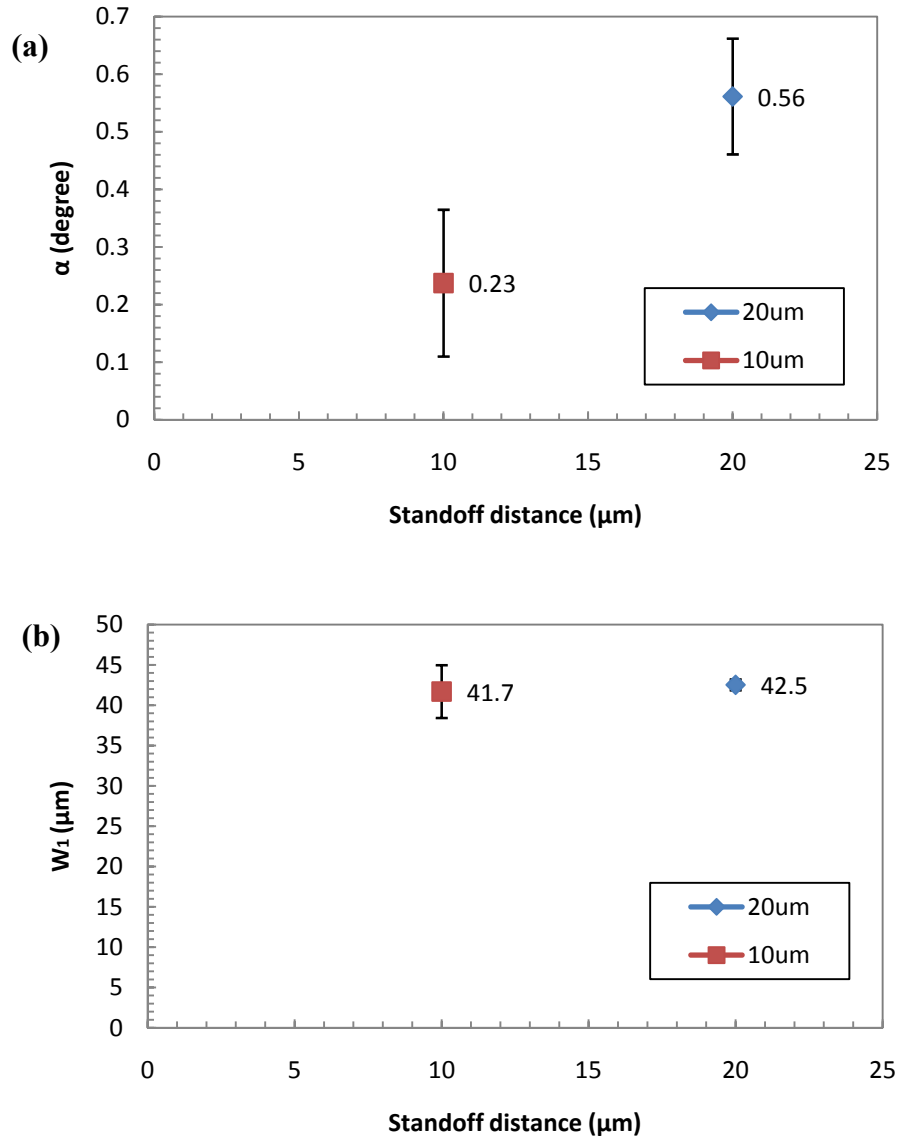 (a)
0.7
0.6
0.5
0.4
0.3
0.2
0.1
0
α (degree)
0.56
0.23
20um
10um
0 5 10 15 20 25
Standoff distance (µm)
(b)
50
45
40
35
30
25
20
15
10
5
0
W1 (µm)
41.7
42.5
20um
10um
0 5 10 15 20 25
Standoff distance (µm)